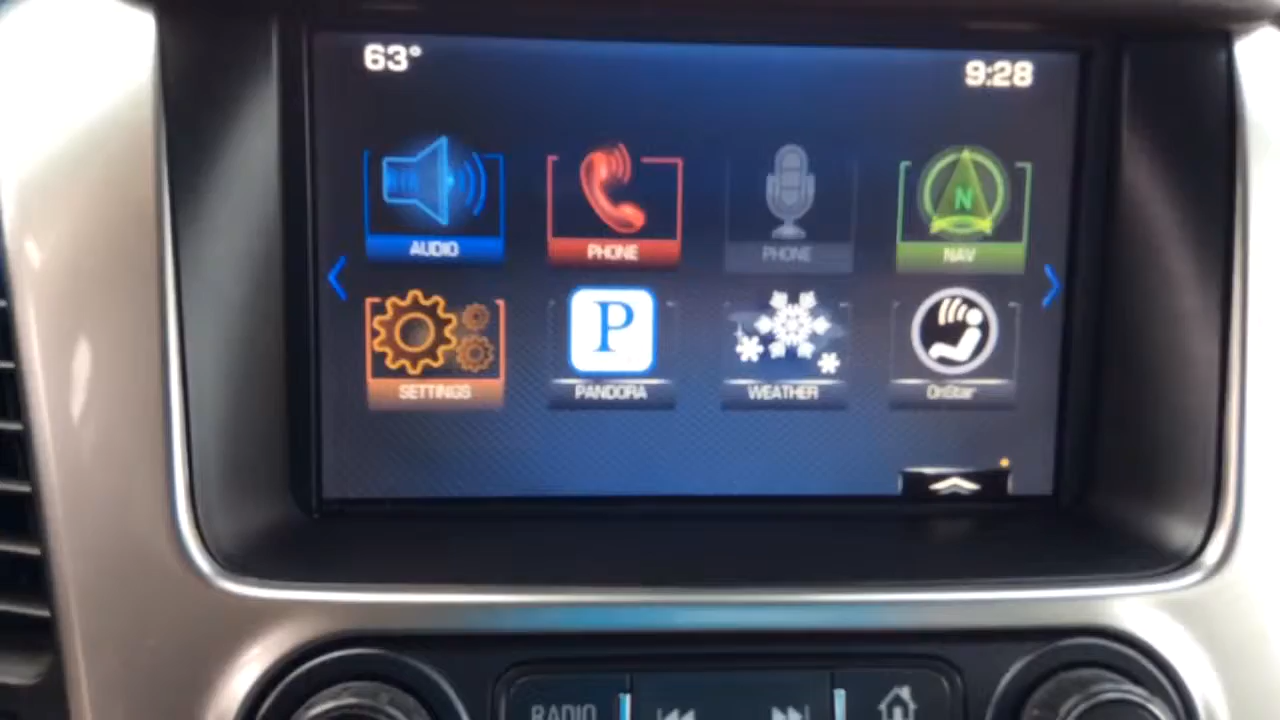 63° 9:28
AUDIO PHONE PHONE NAV
N
P
SETTINGS PANDORA WEATHER OnStar
RADIO